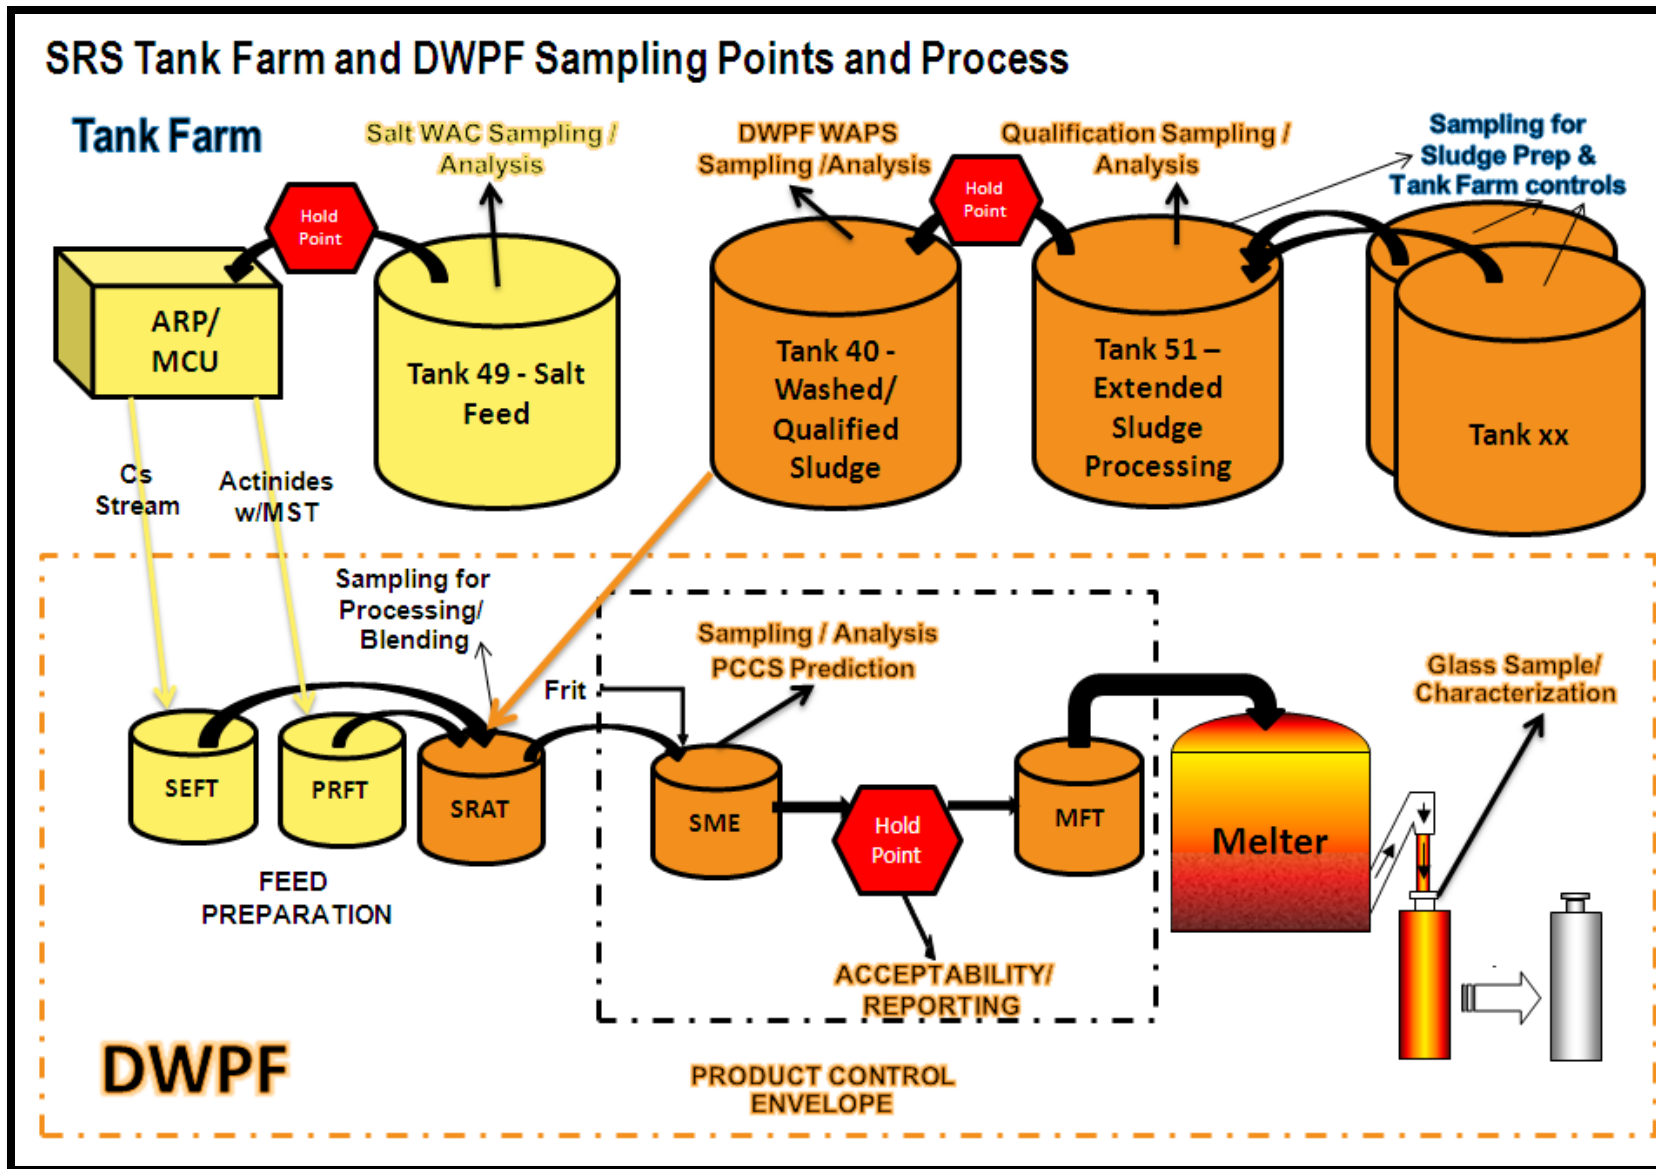 SRS Tank Farm and DWPF Sampling Points and Process
Tank Farm
Salt WAC Sampling /
Analysis
DWPF WAPS
Sampling /Analysis
Qualification Sampling /
Analysis
Sampling for
Sludge Prep &
Tank Farm controls
Hold
Point
Hold
Point
ARP/
MCU
Tank 49 - Salt
Feed
Tank 40 -
Washed/
Qualified
Sludge
Tank 51 –
Extended
Sludge
Processing
Tank xx
Cs
Stream
Actinides
w/MST
Sampling for
Processing/
Blending
Frit
Sampling / Analysis
PCCS Prediction
Glass Sample/
Characterization
SEFT
PRFT
SRAT
SME
Hold
Point
MFT
Melter
FEED
PREPARATION
ACCEPTABILITY/
REPORTING
DWPF
PRODUCT CONTROL
ENVELOPE